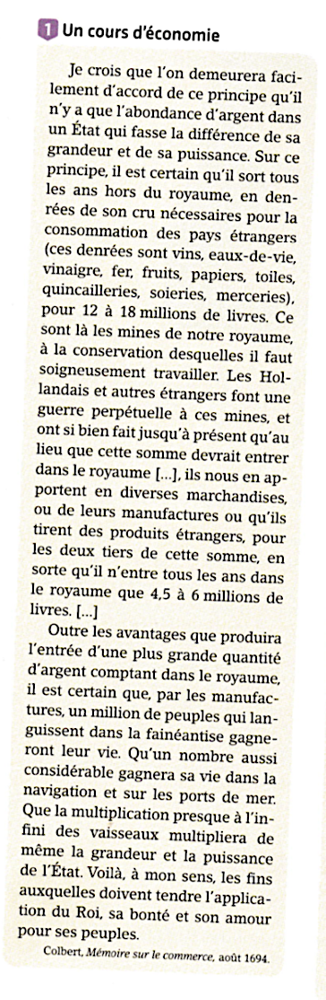 1 Un cours d'économie
Je crois que l'on demeurera faci-
lement d'accord de ce principe qu'il
n'y a que l'abondance d'argent dans
un État qui fasse la différence de sa
grandeur et de sa puissance. Sur ce
principe, il est certain qu'il sort tous
les ans hors du royaume, en den-
rées de son cru nécessaires pour la
consommation des pays étrangers
(ces denrées sont vins, eaux-de-vie,
vinaigre, fer, fruits, papiers, toiles,
quincailleries, soieries, merceries),
pour 12 à 18 millions de livres. Ce
sont là les mines de notre royaume,
à la conservation desquelles il faut
soigneusement travailler. Les Hol-
landais et autres étrangers font une
guerre perpétuelle à ces mines, et
ont si bien fait jusqu'à présent qu'au
lieu que cette somme devrait entrer
dans le royaume [...], ils nous en ap-
portent en diverses marchandises,
ou de leurs manufactures ou qu'ils
tirent des produits étrangers, pour
les deux tiers de cette somme, en
sorte qu'il n'entre tous les ans dans
le royaume que 4,5 à 6 millions de
livres. [...]
Outre les avantages que produira
l'entrée d'une plus grande quantité
d'argent comptant dans le royaume,
il est certain que, par les manufac-
tures, un million de peuples qui lan-
guissent dans la fainéantise gagne-
ront leur vie. Qu'un nombre aussi
considérable gagnera sa vie dans la
navigation et sur les ports de mer.
Que la multiplication presque à l'in-
fini des vaisseaux multipliera de
même la grandeur et la puissance
de l'État. Voilà, à mon sens, les fins
auxquelles doivent tendre l'applica-
tion du Roi, sa bonté et son amour
pour ses peuples.
Colbert, Mémoire sur le commerce, août 1694.